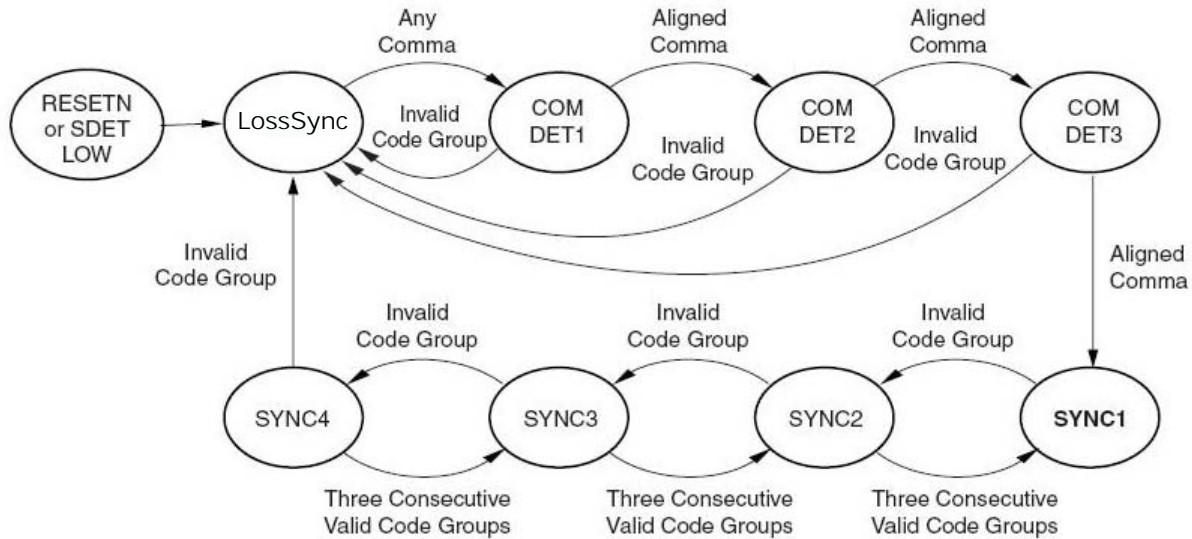 Any
Comma
Aligned
Comma
Aligned
Comma
RESETN
or SDET
LOW
LossSync
Invalid
Code Group
COM
DET1
Invalid
Code Group
COM
DET2
Invalid
Code Group
COM
DET3
Invalid
Code Group
Aligned
Comma
Invalid
Code Group
Invalid
Code Group
Invalid
Code Group
SYNC4
SYNC3
SYNC2
SYNC1
Three Consecutive
Valid Code Groups
Three Consecutive
Valid Code Groups
Three Consecutive
Valid Code Groups